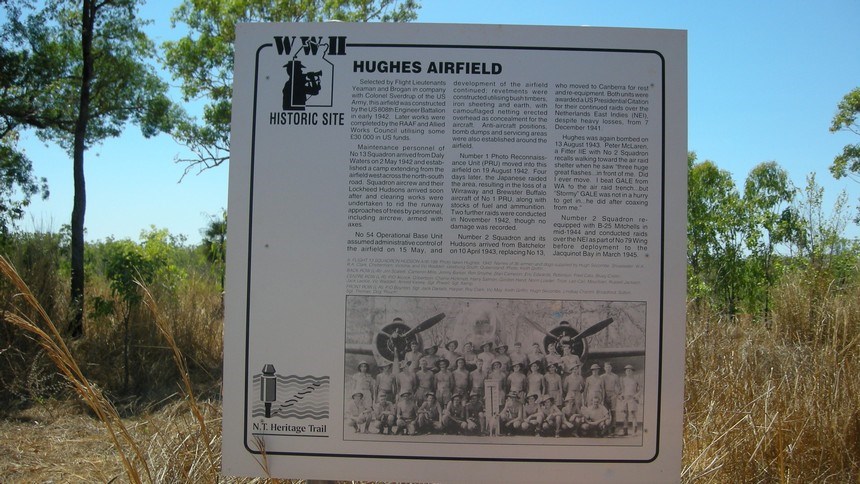 WWII
HISTORIC SITE
HUGHES AIRFIELD
Selected by Flight Lieutenants
Yeaman and Brogan in company
with Colonel Sverdrup of the US
Army, this airfield was constructed
by the US 808th Engineer Battalion
in early 1942. Later works were
completed by the RAAF and Allied
Works Council utilising some
£30 000 in US funds.
Maintenance personnel of
No 13 Squadron arrived from Daly
Waters on 2 May 1942 and estab-
lished a camp extending from the
airfield west across the north-south
road. Squadron aircrew and their
Lockheed Hudsons arrived soon
after and clearing works were
undertaken to rid the runway
approaches of trees by personnel,
including aircrew, armed with
axes.
No 54 Operational Base Unit
assumed administrative control of
the airfield on 15 May, and
development of the airfield
continued; revetments were
constructed utilising bush timbers,
iron sheeting and earth, with
camouflaged netting erected
overhead as concealment for the
aircraft. Anti-aircraft positions,
bomb dumps and servicing areas
were also established around the
airfield.
Number 1 Photo Reconnais-
sance Unit (PRU) moved into this
airfield on 19 August 1942. Four
days later, the Japanese raided
the area, resulting in the loss of a
Wirraway and Brewster Buffalo
aircraft of No 1 PRU, along with
stocks of fuel and ammunition.
Two further raids were conducted
in November 1942, though no
damage was recorded.
Number 2 Squadron and its
Hudsons arrived from Batchelor
on 10 April 1943, replacing No 13,
who moved to Canberra for rest
and re-equipment. Both units were
awarded a US Presidential Citation
for their continued raids over the
Netherlands East Indies (NEI),
despite heavy losses, from 7
December 1941.
Hughes was again bombed on
13 August 1943. Peter McLaren,
a Fitter IIE with No 2 Squadron
recalls walking toward the air raid
shelter when he saw "three huge
great flashes...in front of me. Did
I ever move. I beat GALE from
WA to the air raid trench...but
"Stormy" GALE was not in a hurry
to get in...he did after coaxing
from me."
Number 2 Squadron re-
equipped with B-25 Mitchells in
mid-1944 and conducted raids
over the NEI as part of No 79 Wing
before deployment to the
Jacquinot Bay in March 1945.
N.T. Heritage Trail